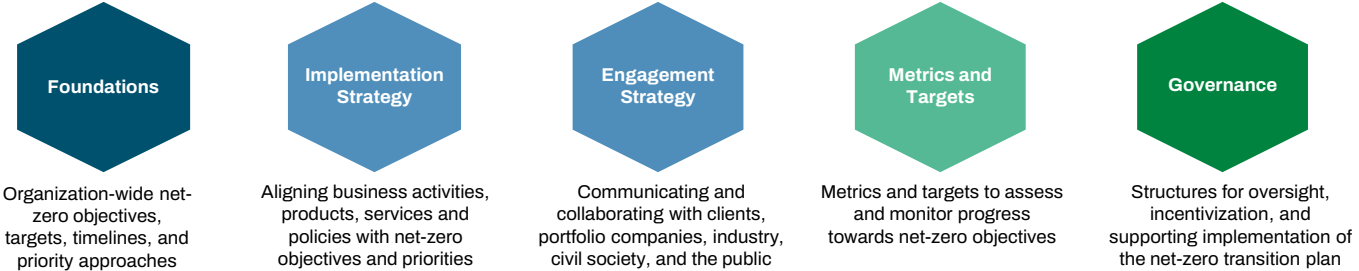 Foundations
Implementation
Strategy
Engagement
Strategy
Metrics and
Targets
Governance
Organization-wide net-
zero objectives,
targets, timelines, and
priority approaches
Aligning business activities,
products, services and
policies with net-zero
objectives and priorities
Communicating and
collaborating with clients,
portfolio companies, industry,
civil society, and the public
Metrics and targets to assess
and monitor progress
towards net-zero objectives
Structures for oversight,
incentivization, and
supporting implementation of
the net-zero transition plan